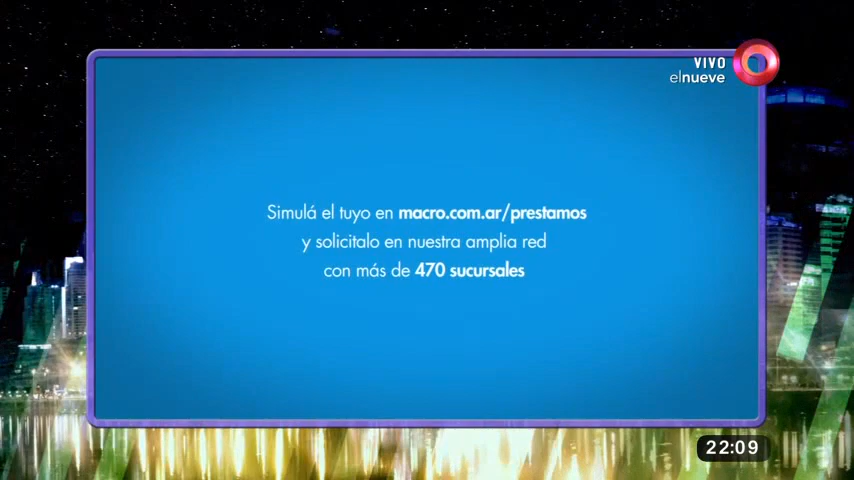 VIVO
elnueve
Simulá el tuyo en macro.com.ar/prestamos
y solicitalo en nuestra amplia red
con más de 470 sucursales
22:09